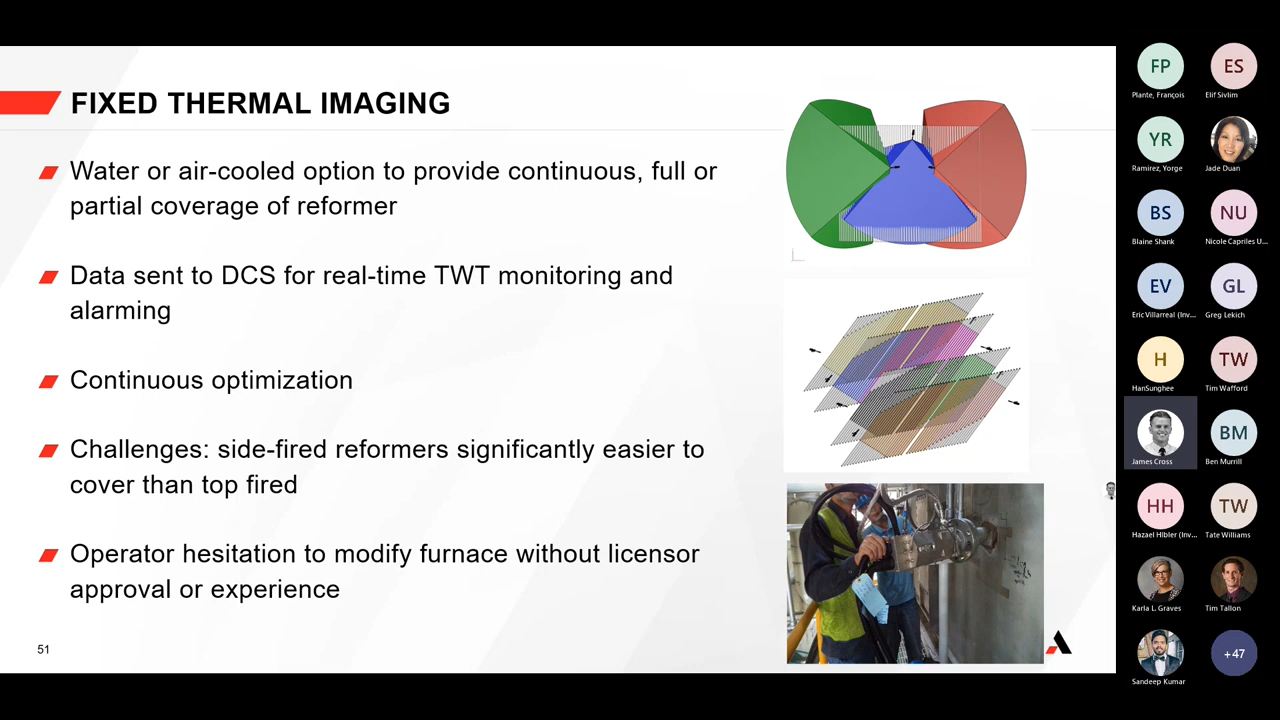 FIXED THERMAL IMAGING
Water or air-cooled option to provide continuous, full or
partial coverage of reformer
Data sent to DCS for real-time TWT monitoring and
alarming
Continuous optimization
Challenges: side-fired reformers significantly easier to
cover than top fired
Operator hesitation to modify furnace without licensor
approval or experience
51
FP
Plante, François
ES
Elif Sivlim
YR
Ramirez, Yorge
Jade Duan
BS
Blaine Shank
NU
Nicole Capriles U...
EV
Eric Villarreal (Inv...
GL
Greg Lekich
H
HanSunghee
TW
Tim Wafford
James Cross
BM
Ben Murrill
HH
Hazael Hibler (Inv...
TW
Tate Williams
Karla L. Graves
Tim Tallon
Sandeep Kumar
+47